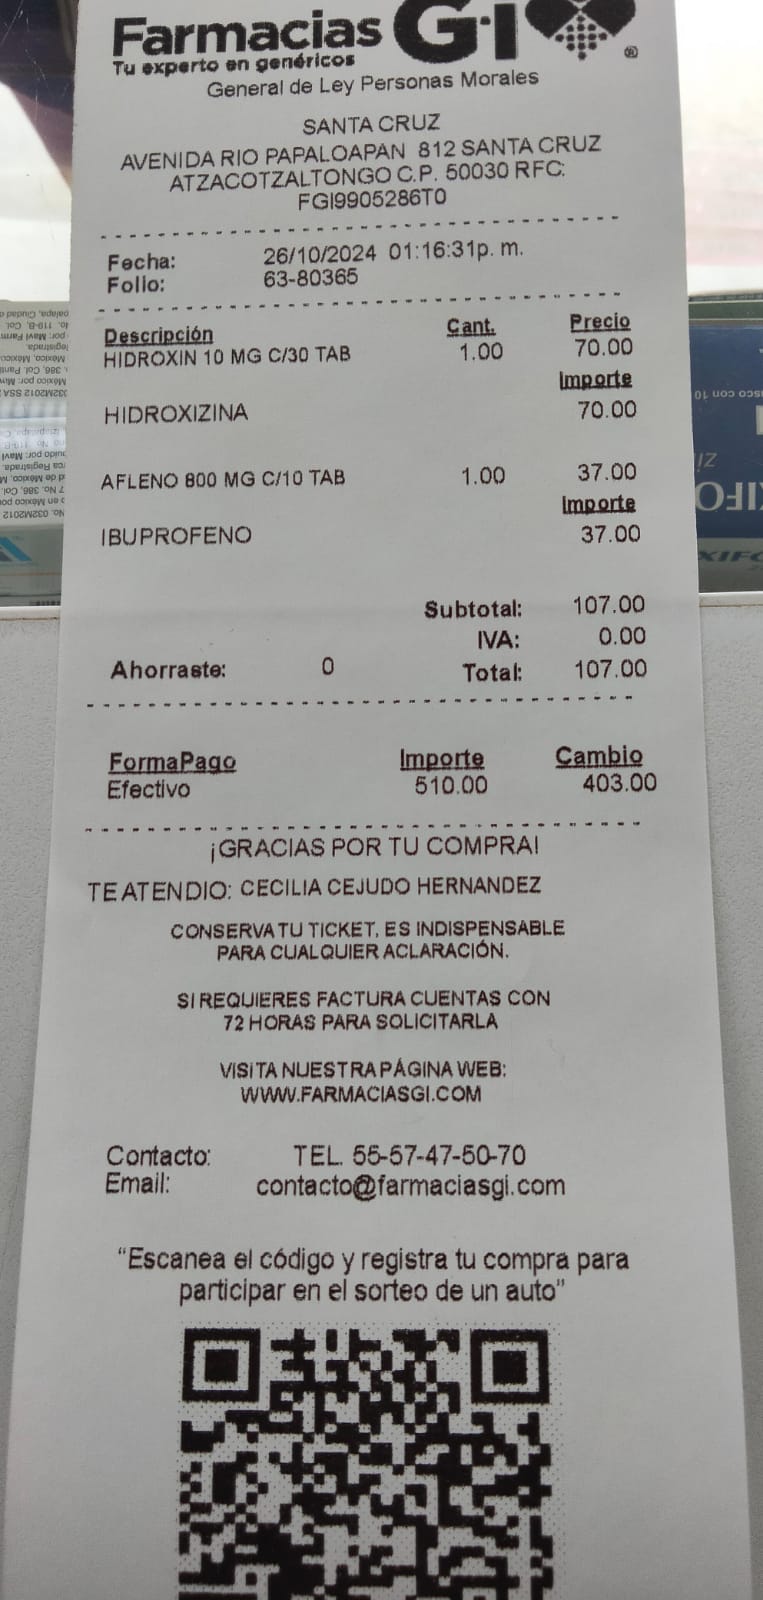 Farmacias G·I
Tu experto en genéricos
®
General de Ley Personas Morales
SANTA CRUZ
AVENIDA RIO PAPALOAPAN 812 SANTA CRUZ
ATZACOTZALTONGO C.P. 50030 RFC:
FGI9905286T0
Fecha: 26/10/2024 01:16:31p. m.
Folio: 63-80365
Descripción Cant. Precio
HIDROXIN 10 MG C/30 TAB 1.00 70.00
Importe
HIDROXIZINA 70.00
AFLENO 800 MG C/10 TAB 1.00 37.00
Importe
IBUPROFENO 37.00
Subtotal: 107.00
IVA: 0.00
Ahorraste: 0 Total: 107.00
FormaPago Importe Cambio
Efectivo 510.00 403.00
¡GRACIAS POR TU COMPRA!
TE ATENDIO: CECILIA CEJUDO HERNANDEZ
CONSERVA TU TICKET, ES INDISPENSABLE
PARA CUALQUIER ACLARACIÓN.
SI REQUIERES FACTURA CUENTAS CON
72 HORAS PARA SOLICITARLA
VISITA NUESTRA PÁGINA WEB:
WWW.FARMACIASGI.COM
Contacto: TEL. 55-57-47-50-70
Email: contacto@farmaciasgi.com
“Escanea el código y registra tu compra para
participar en el sorteo de un auto”